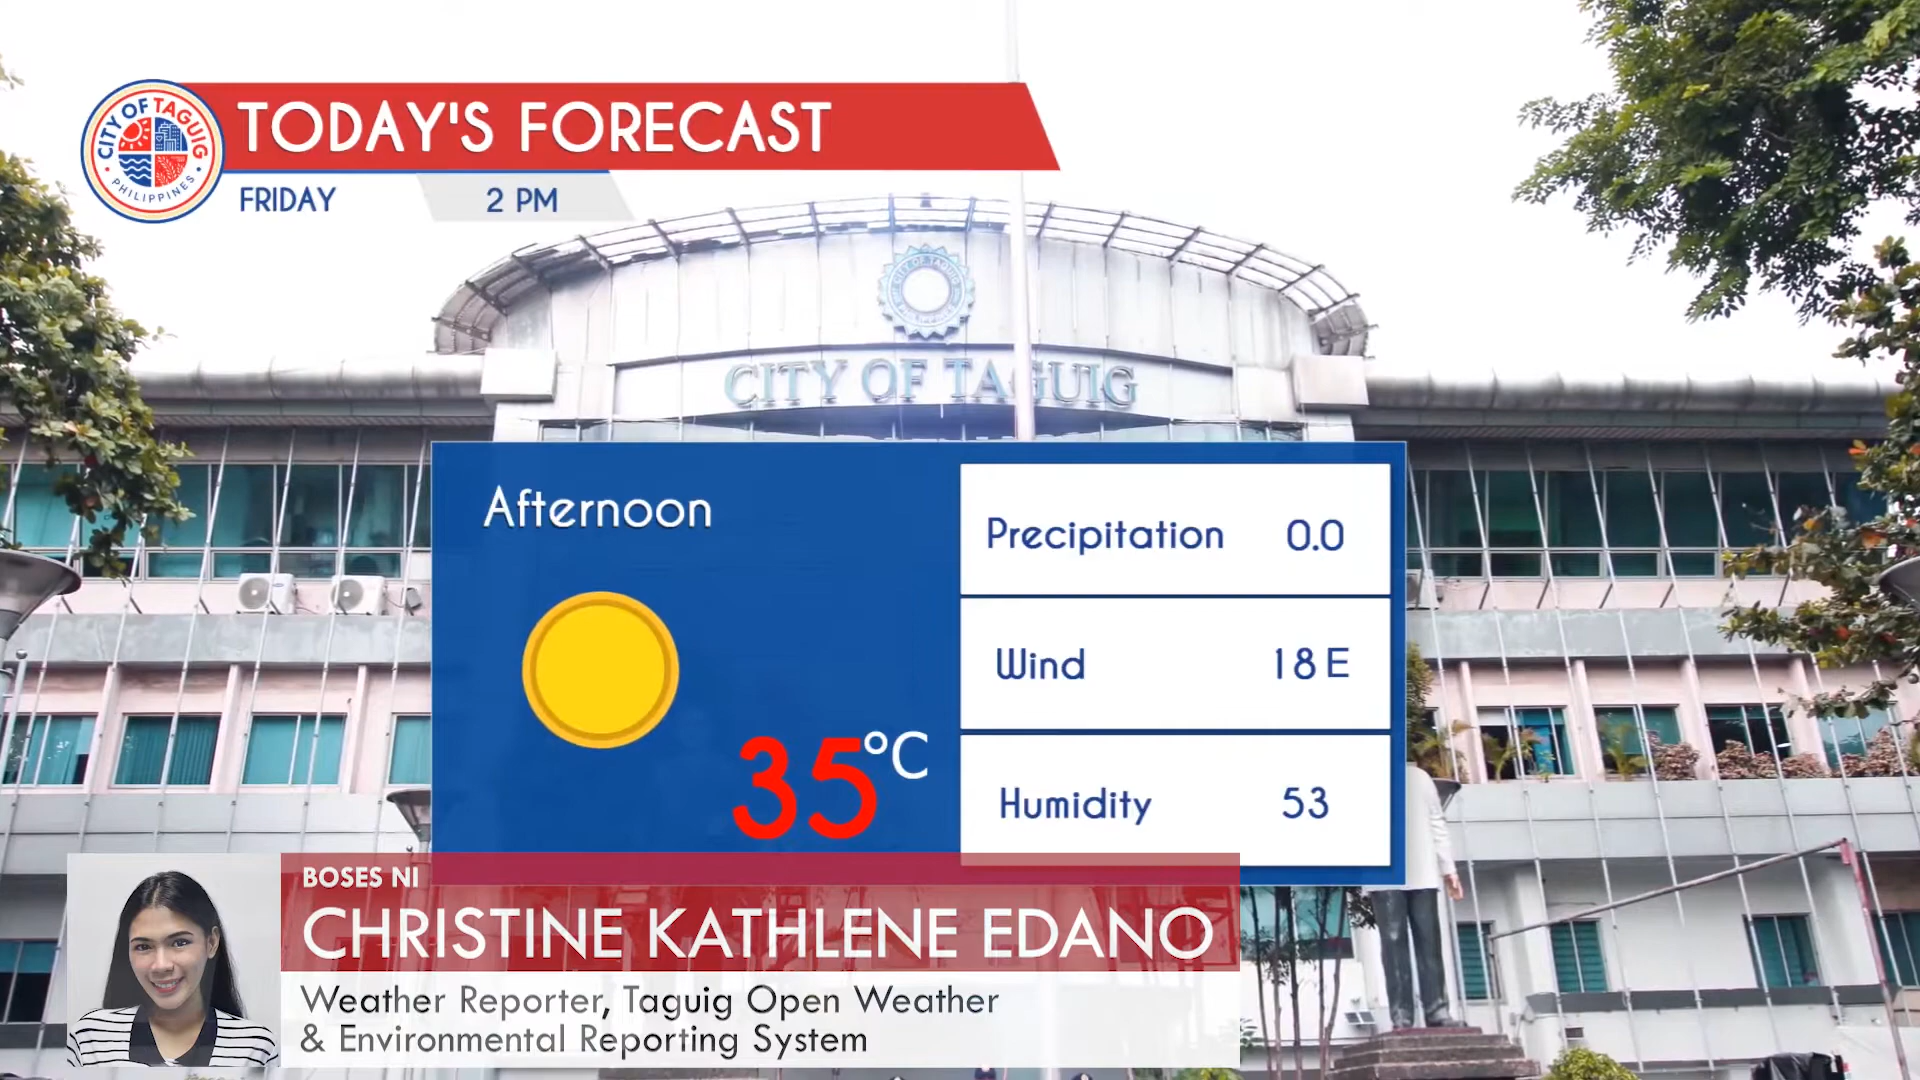 CITY OF TAGUIG
PHILIPPINES
TODAY'S FORECAST
FRIDAY
2 PM
CITY OF TAGUIG
Afternoon
35°C
Precipitation 0.0
Wind 18 E
Humidity 53
BOSES NI
CHRISTINE KATHLENE EDANO
Weather Reporter, Taguig Open Weather
& Environmental Reporting System